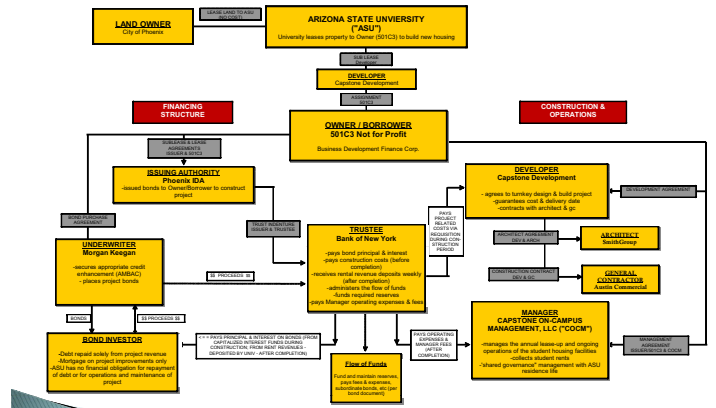 LEASE LAND TO ASU
(NO COST)
LAND OWNER
City of Phoenix
ARIZONA STATE UNVIERSITY
("ASU")
University leases property to Owner (501C3) to build new housing
SUB LEASE
Developer
DEVELOPER
Capstone Development
ASSIGNMENT
501C3
FINANCING
STRUCTURE
CONSTRUCTION &
OPERATIONS
OWNER / BORROWER
501C3 Not for Profit
Business Development Finance Corp.
SUBLEASE & LEASE
AGREEMENTS
ISSUER & 501C3
ISSUING AUTHORITY
Phoenix IDA
-issued bonds to Owner/Borrower to construct
project
DEVELOPER
Capstone Development
- agrees to turnkey design & build project
- guarantees cost & delivery date
- contracts with architect & gc
DEVELOPMENT AGREEMENT
BOND PURCHASE
AGREEMENT
TRUST INDENTURE
ISSUER & TRUSTEE
PAYS
PROJECT
RELATED
COSTS VIA
REQUISITION
DURING CON-
STRUCTION
PERIOD
TRUSTEE
Bank of New York
-pays bond principal & interest
- pays construction costs (before
completion)
- receives rental revenue deposits weekly
(after completion)
- administers the flow of funds
- funds required reserves
- pays Manager operating expenses & fees
ARCHITECT AGREEMENT
DEV & ARCH
ARCHITECT
SmithGroup
UNDERWRITER
Morgan Keegan
-secures appropriate credit
enhancement (AMBAC)
- places project bonds
$$ PROCEEDS $$
CONSTRUCTION CONTRACT
DEV & GC
GENERAL
CONTRACTOR
Austin Commercial
BONDS
$$ PROCEEDS $$
MANAGER
CAPSTONE ON-CAMPUS
MANAGEMENT, LLC ("COCM")
-manages the annual lease-up and ongoing
operations of the student housing facilities
- collects student rents
-'shared governance' management with ASU
residence life
BOND INVESTOR
-Debt repaid solely from project revenue
- Mortgage on project improvements only
- ASU has no financial obligation for repayment
of debt or for operations and maintenance of
project
< = = PAYS PRINCIPAL & INTEREST ON BONDS (FROM
CAPITALIZED INTEREST FUNDS DURING
CONSTRUCTION; FROM RENT REVENUES -
DEPOSITED BY UNIV - AFTER COMPLETION)
PAYS OPERATING
EXPENSES &
MANAGER FEES
(AFTER
COMPLETION)
MANAGEMENT
AGREEMENT
ISSUER/501C3 & COCM
Flow of Funds
Fund and maintain reserves,
pays fees & expenses,
subordinate bonds, etc (per
bond document)